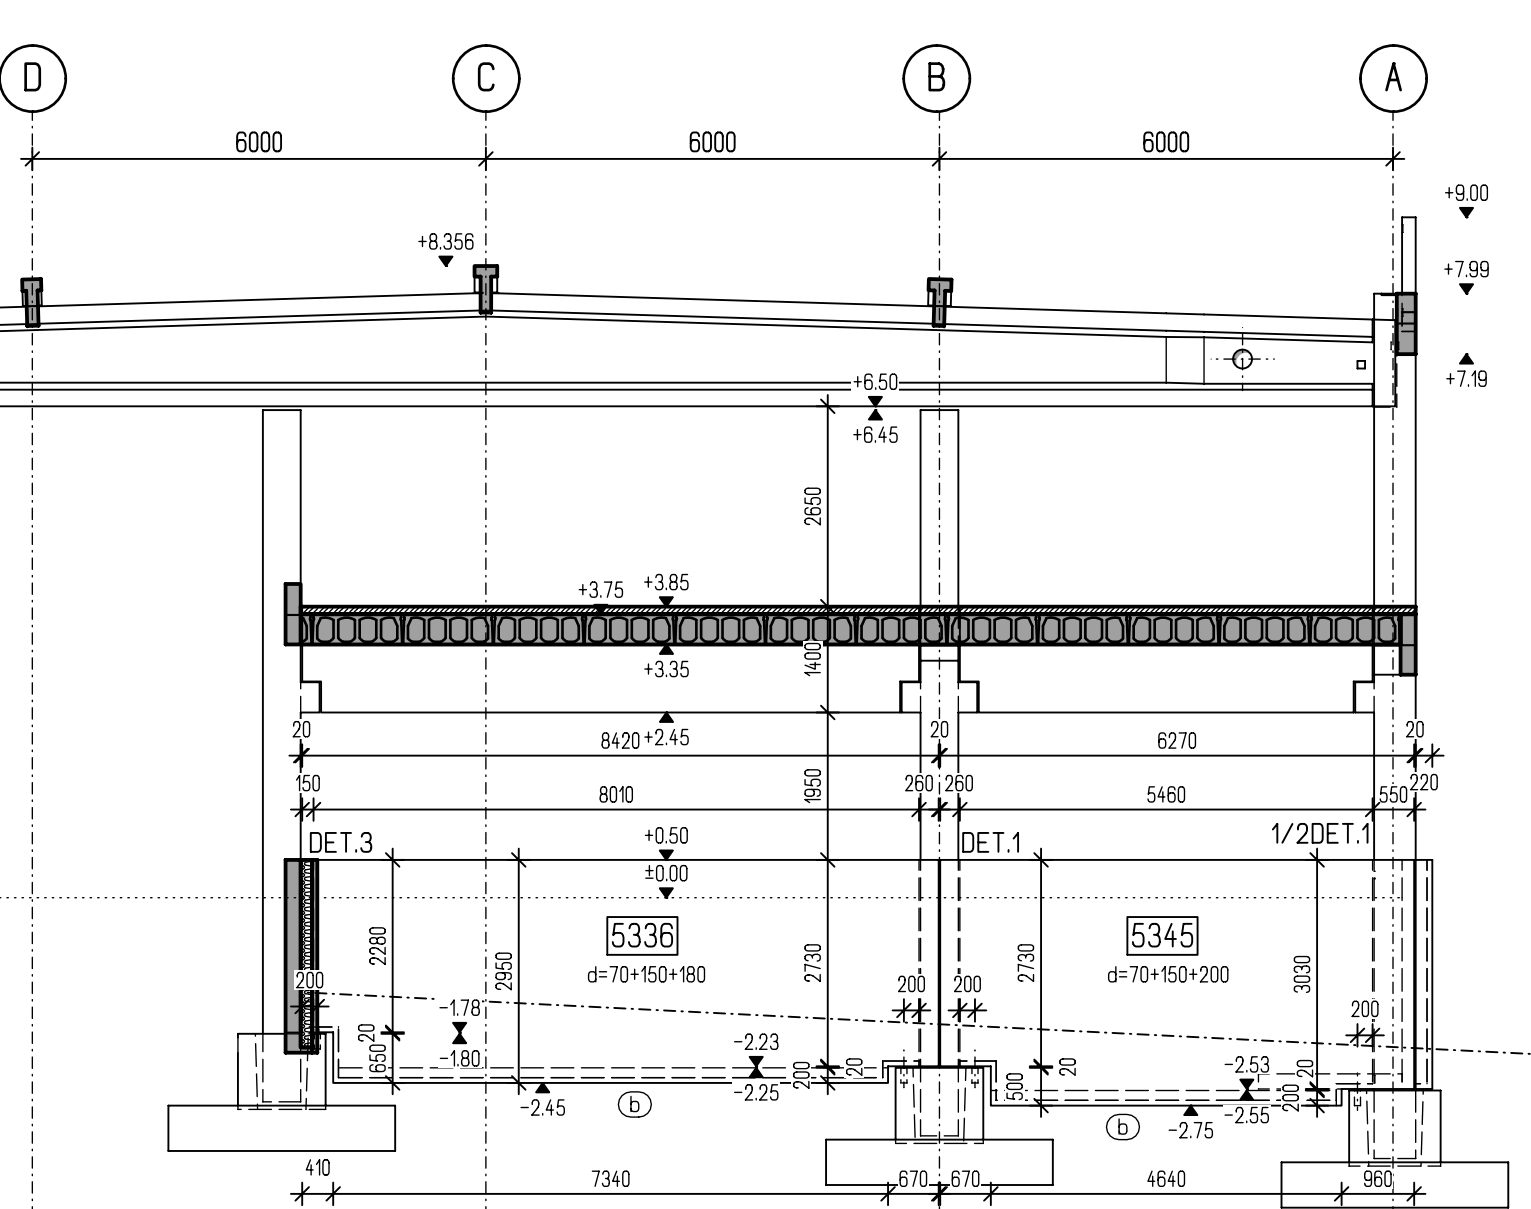 D C B A
6000 6000 6000
+9.00
+8.356
+7.99
+7.19
+6.50
+6.45
2650
+3.75 +3.85
1400
+3.35
20 8420 +2.45 20 6270 20
150 8010 1950 260 260 5460 550 220
DET.3 +0.50 DET.1 1/2DET.1
±0.00
2280 2950 5336 2730 2730 5345 3030
d=70+150+180 d=70+150+200
200 200 200 200
-1.78
20 -2.23
650 -1.80 200 20 20 -2.53 20
-2.25 500 200
-2.45 b -2.55
b -2.75
410 7340 670 670 4640 960